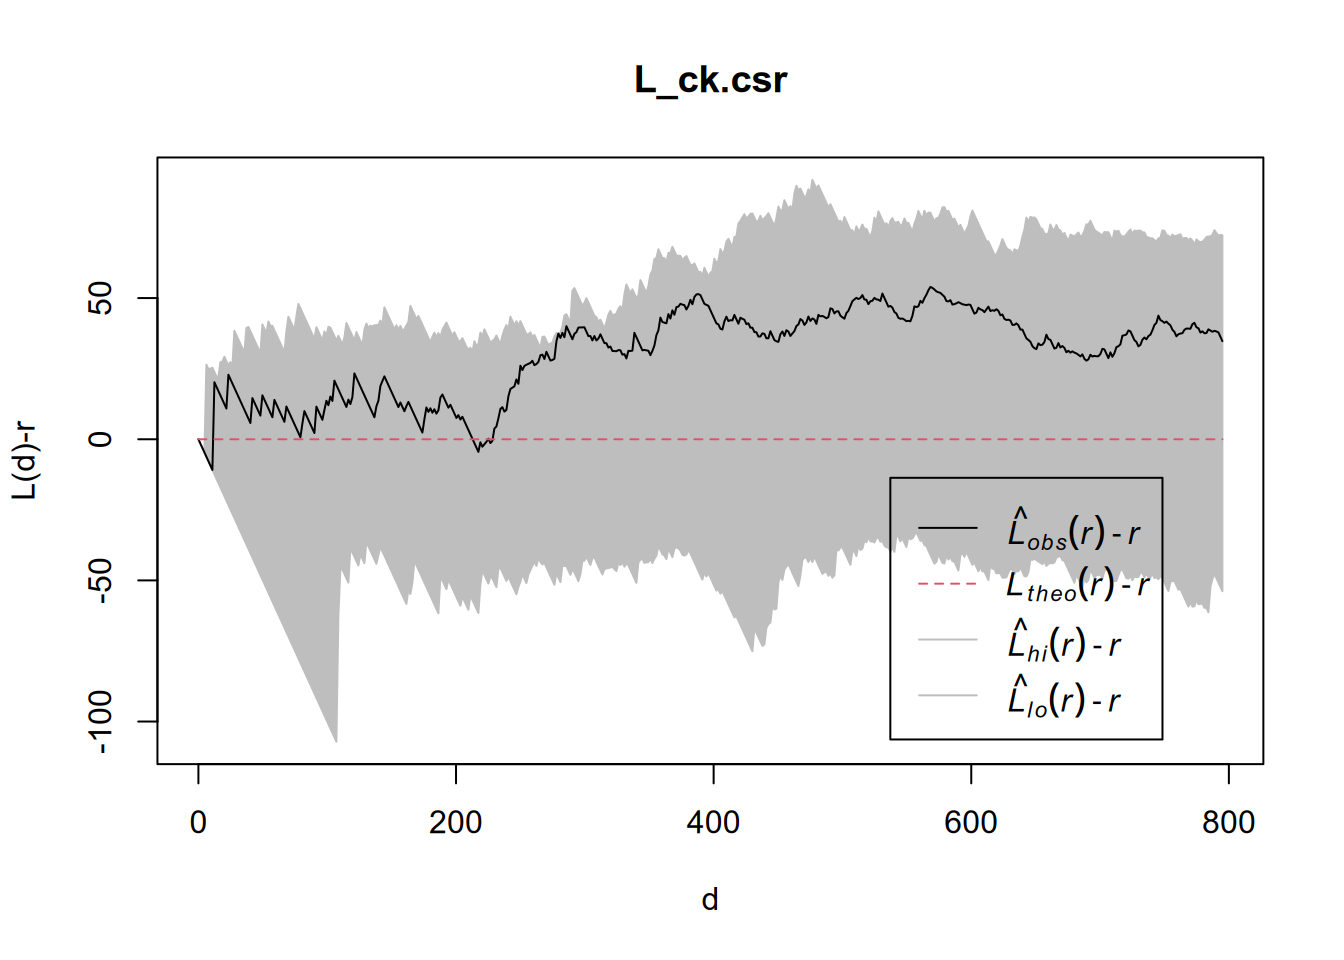 L_ck.csr
L(d)-r
50
0
-50
-100
L̂obs(r) - r
Ltheo(r) - r
L̂hi(r) - r
L̂lo(r) - r
0 200 400 600 800
d